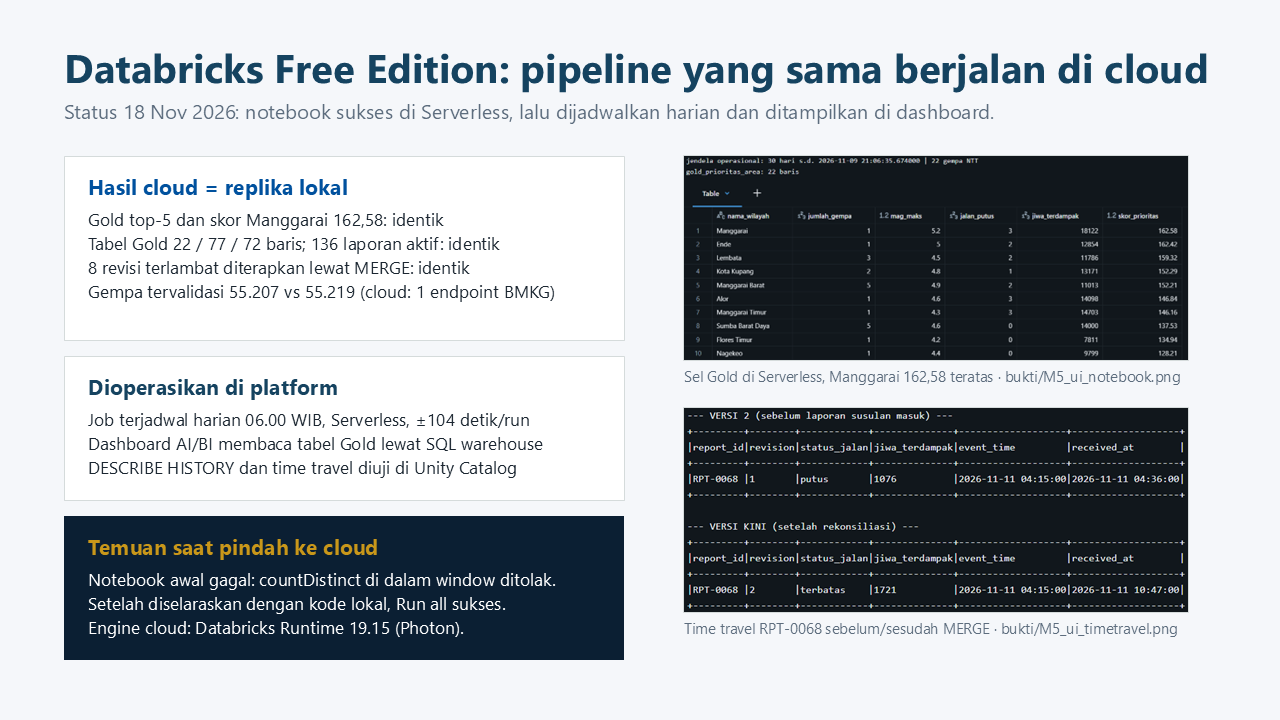 Databricks Free Edition: pipeline yang sama berjalan di cloud
Status 18 Nov 2026: notebook sukses di Serverless, lalu dijadwalkan harian dan ditampilkan di dashboard.
Hasil cloud = replika lokal
Gold top-5 dan skor Manggarai 162,58: identik
Tabel Gold 22 / 77 / 72 baris; 136 laporan aktif: identik
8 revisi terlambat diterapkan lewat MERGE: identik
Gempa tervalidasi 55.207 vs 55.219 (cloud: 1 endpoint BMKG)
Dioperasikan di platform
Job terjadwal harian 06.00 WIB, Serverless, ±104 detik/run
Dashboard AI/BI membaca tabel Gold lewat SQL warehouse
DESCRIBE HISTORY dan time travel diuji di Unity Catalog
Temuan saat pindah ke cloud
Notebook awal gagal: countDistinct di dalam window ditolak.
Setelah diselaraskan dengan kode lokal, Run all sukses.
Engine cloud: Databricks Runtime 19.15 (Photon).
jendela operasional: 30 hari s.d. 2026-11-09 21:06:35.674000 | 22 gempa NTT
gold_prioritas_area: 22 baris
Table +
nama_wilayah jumlah_gempa 1.2 mag_maks jalan_putus jiwa_terdampak 1.2 skor_prioritas
1 Manggarai 1 5.2 3 18122 162.58
2 Ende 1 5 2 12854 162.42
3 Lembata 3 4.5 2 11786 159.32
4 Kota Kupang 2 4.8 1 13171 152.29
5 Manggarai Barat 5 4.9 2 11013 152.21
6 Alor 1 4.6 3 14098 146.84
7 Manggarai Timur 1 4.3 3 14703 146.16
8 Sumba Barat Daya 5 4.6 0 14000 137.53
9 Flores Timur 1 4.2 0 7811 134.94
10 Nagekeo 1 4.4 0 9799 128.21
Sel Gold di Serverless, Manggarai 162,58 teratas · bukti/M5_ui_notebook.png
--- VERSI 2 (sebelum laporan susulan masuk) ---
+---------+--------+------------+--------------+-------------------+-------------------+
|report_id|revision|status_jalan|jiwa_terdampak|event_time         |received_at        |
+---------+--------+------------+--------------+-------------------+-------------------+
|RPT-0068 |1       |putus       |1076          |2026-11-11 04:15:00|2026-11-11 04:36:00|
+---------+--------+------------+--------------+-------------------+-------------------+
--- VERSI KINI (setelah rekonsiliasi) ---
+---------+--------+------------+--------------+-------------------+-------------------+
|report_id|revision|status_jalan|jiwa_terdampak|event_time         |received_at        |
+---------+--------+------------+--------------+-------------------+-------------------+
|RPT-0068 |2       |terbatas    |1721          |2026-11-11 04:15:00|2026-11-11 10:47:00|
+---------+--------+------------+--------------+-------------------+-------------------+
Time travel RPT-0068 sebelum/sesudah MERGE · bukti/M5_ui_timetravel.png